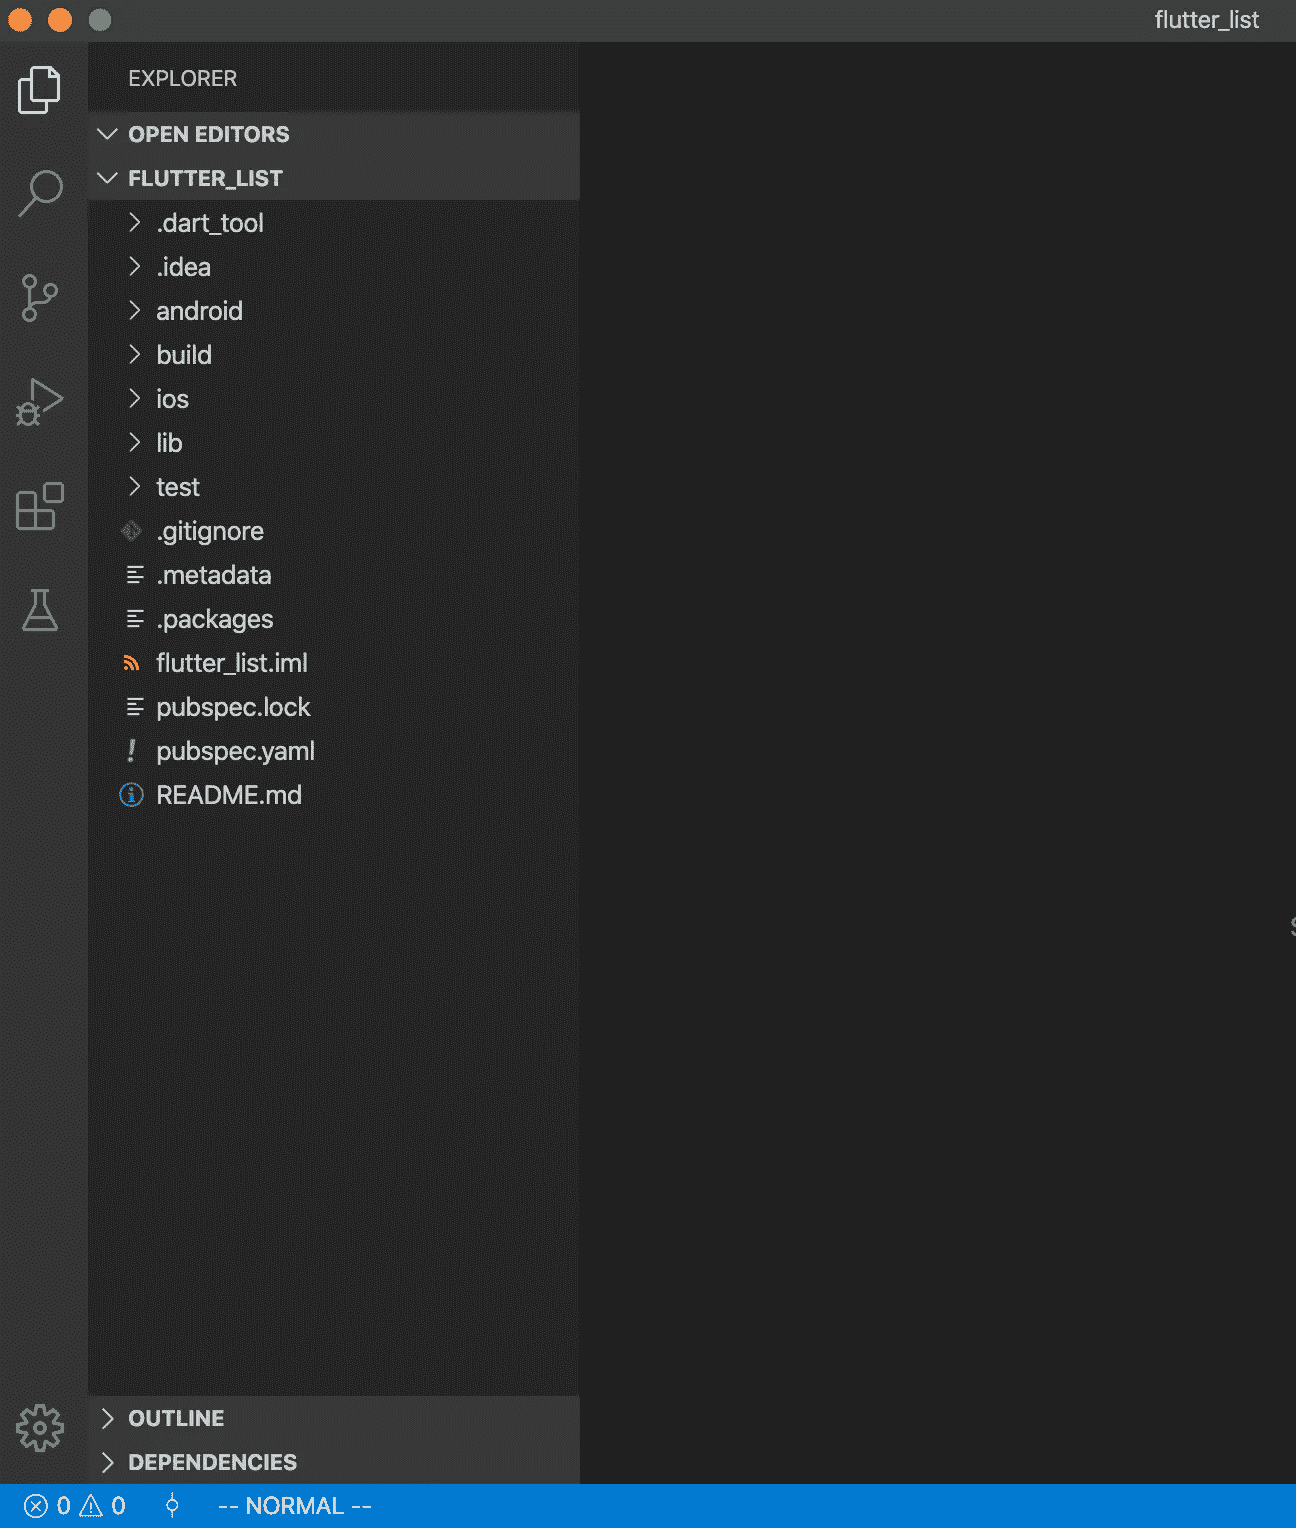 flutter_list
EXPLORER
OPEN EDITORS
FLUTTER_LIST
.dart_tool
.idea
android
build
ios
lib
test
.gitignore
.metadata
.packages
flutter_list.iml
pubspec.lock
pubspec.yaml
README.md
OUTLINE
DEPENDENCIES
0 0 -- NORMAL --